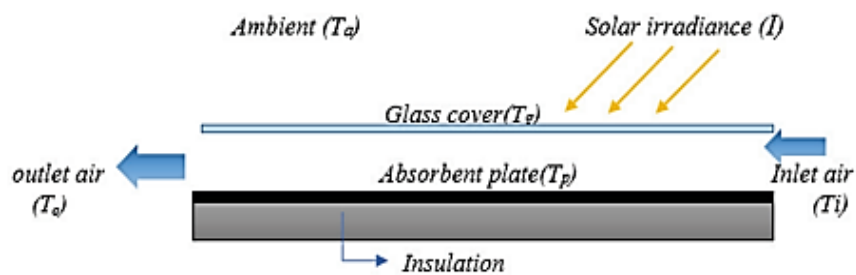 Ambient (Ta)
Solar irradiance (I)
Glass cover(Tg)
outlet air
(To)
Absorbent plate(Tp)
Inlet air
(Ti)
Insulation